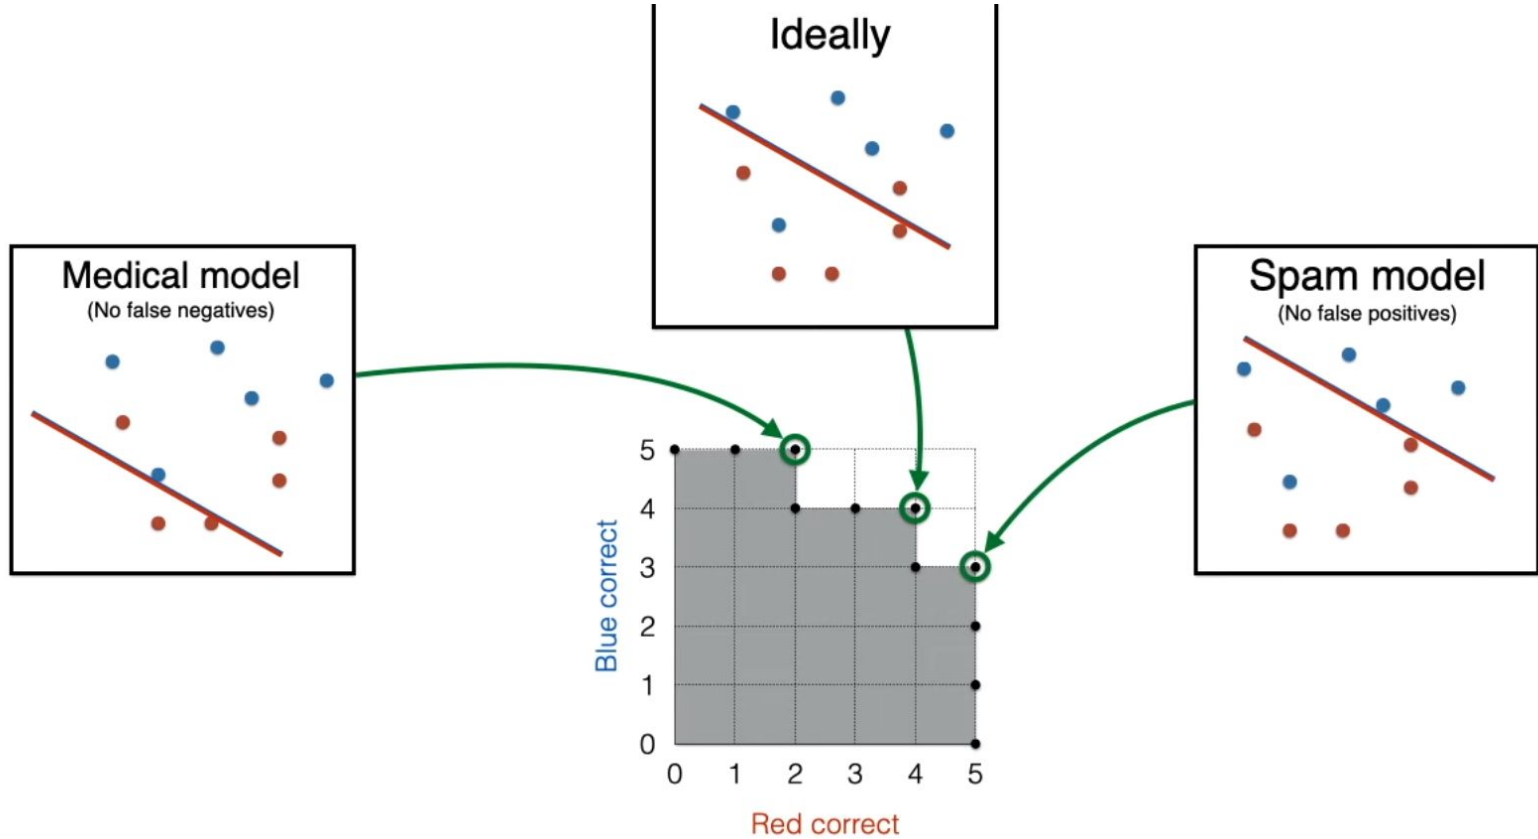 Ideally
Medical model
(No false negatives)
Spam model
(No false positives)
5
4
3
2
1
0
Blue correct
0 1 2 3 4 5
Red correct